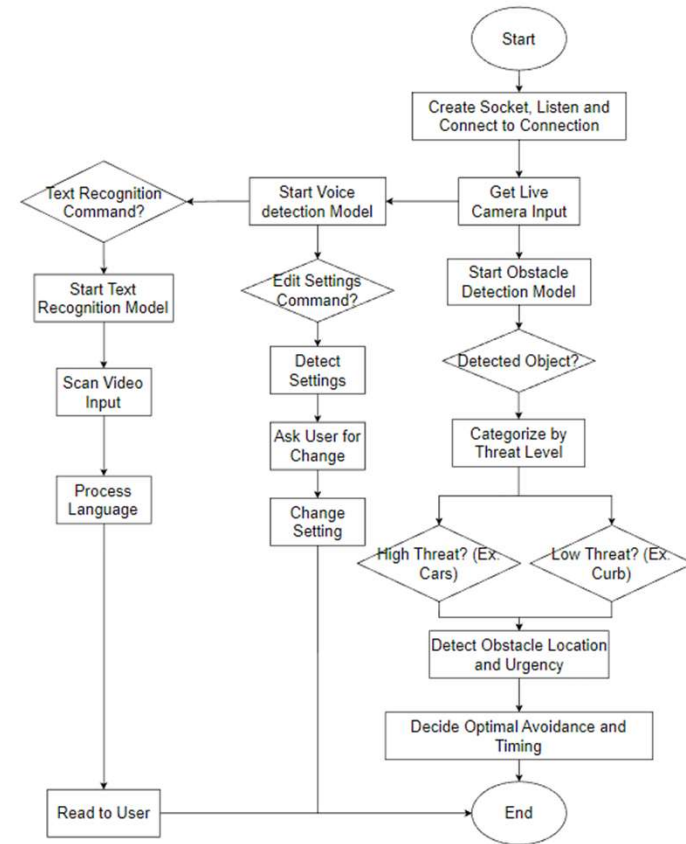 Start
Create Socket, Listen and
Connect to Connection
Text Recognition
Command?
Start Voice
detection Model
Get Live
Camera Input
Start Text
Recognition Model
Edit Settings
Command?
Start Obstacle
Detection Model
Scan Video
Input
Detect
Settings
Detected Object?
Ask User for
Change
Categorize by
Threat Level
Process
Language
Change
Setting
High Threat? (Ex.
Cars)
Low Threat? (Ex.
Curb)
Detect Obstacle Location
and Urgency
Decide Optimal Avoidance and
Timing
Read to User
End